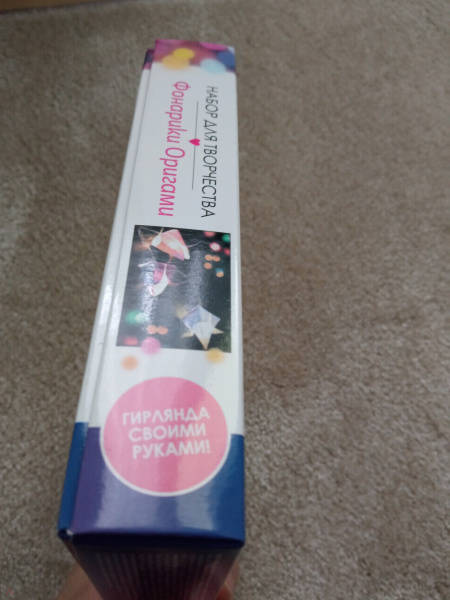 НАБОР ДЛЯ ТВОРЧЕСТВА
Фонарики Оригами
ГИРЛЯНДА
СВОИМИ
РУКАМИ!